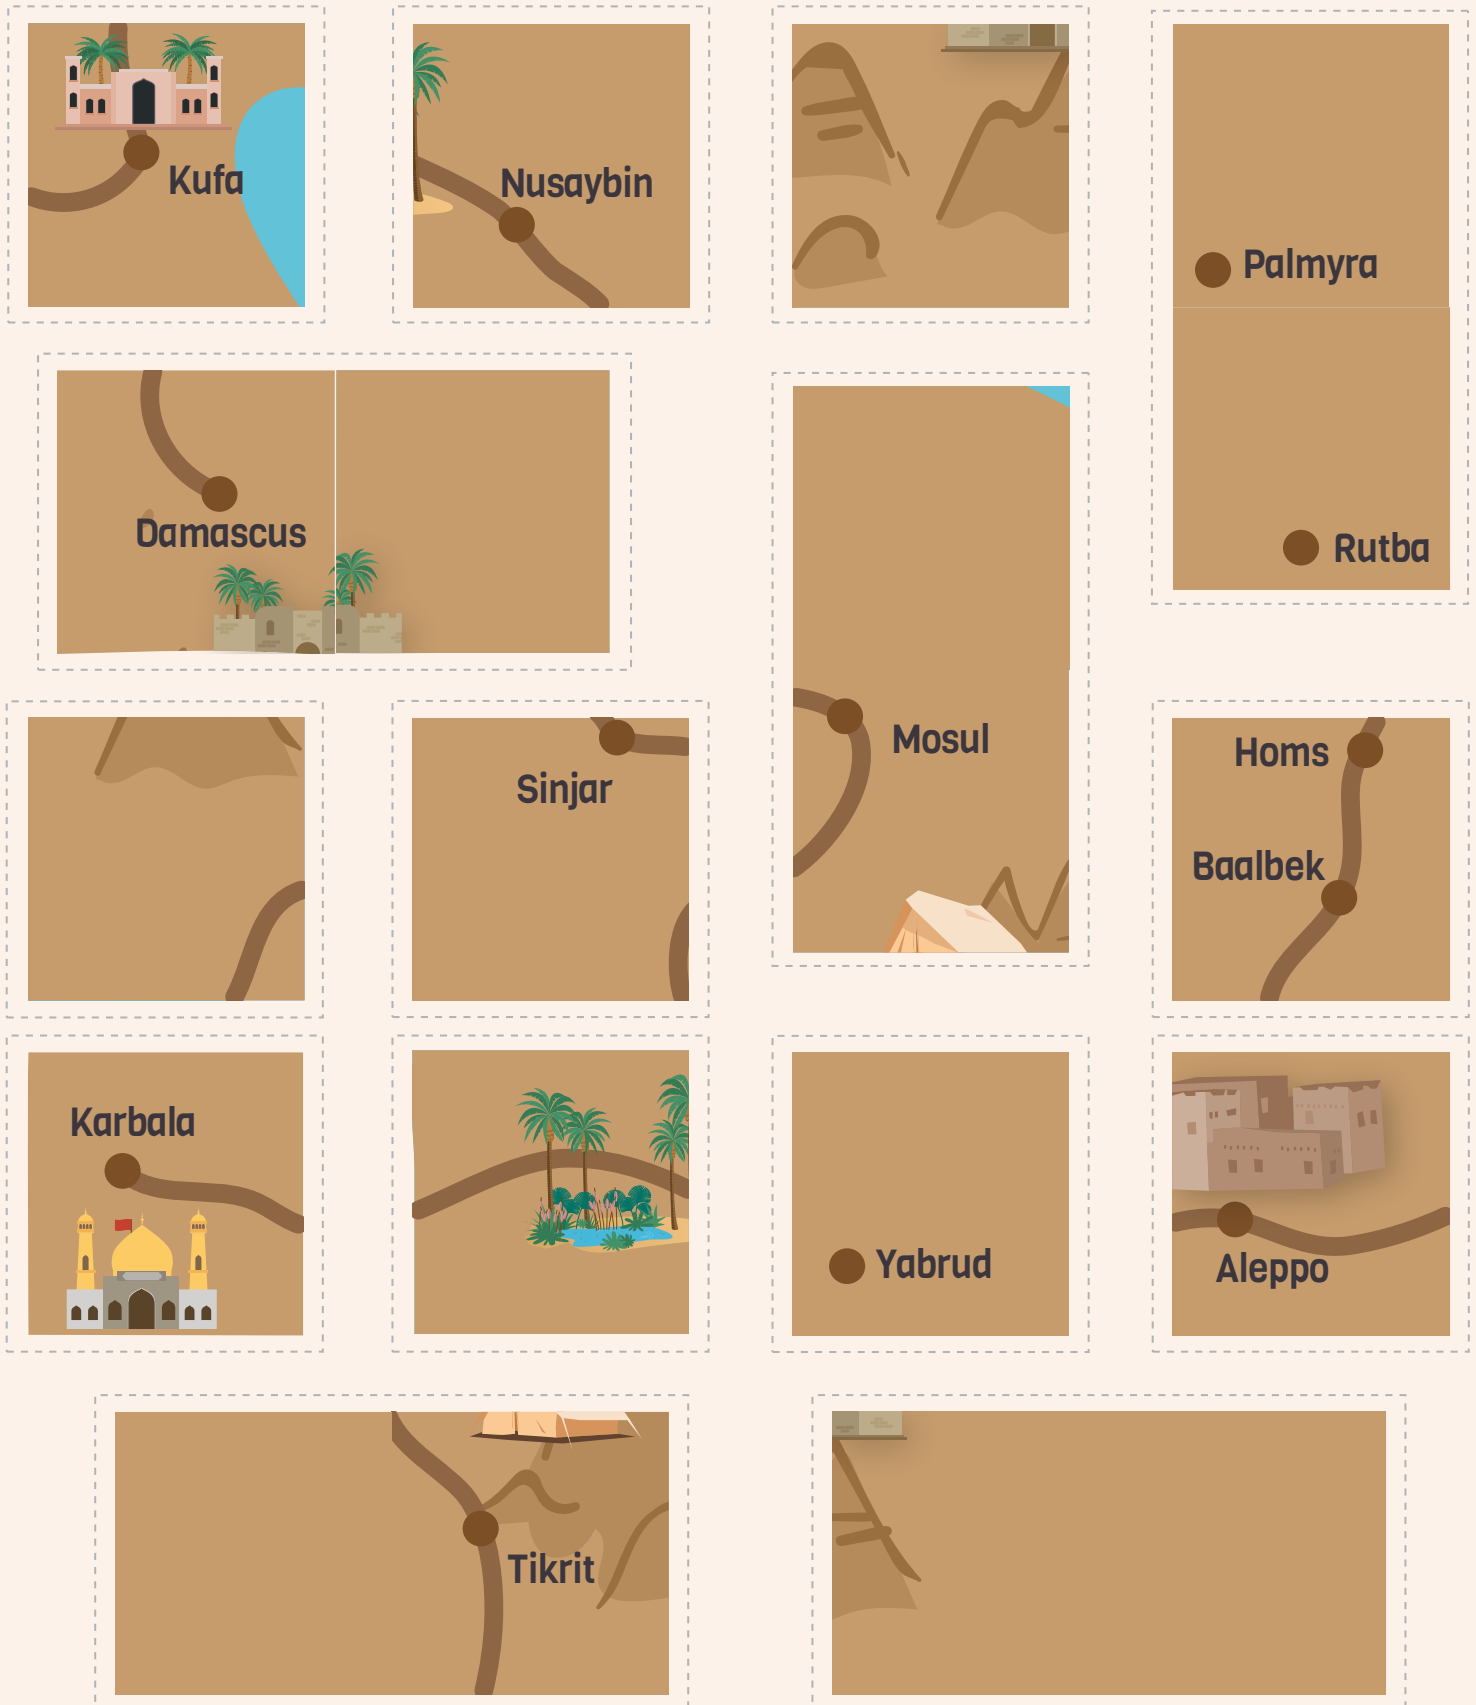 Kufa
Nusaybin
Palmyra
Rutba
Damascus
Mosul
Sinjar
Homs
Baalbek
Karbala
Yabrud
Aleppo
Tikrit